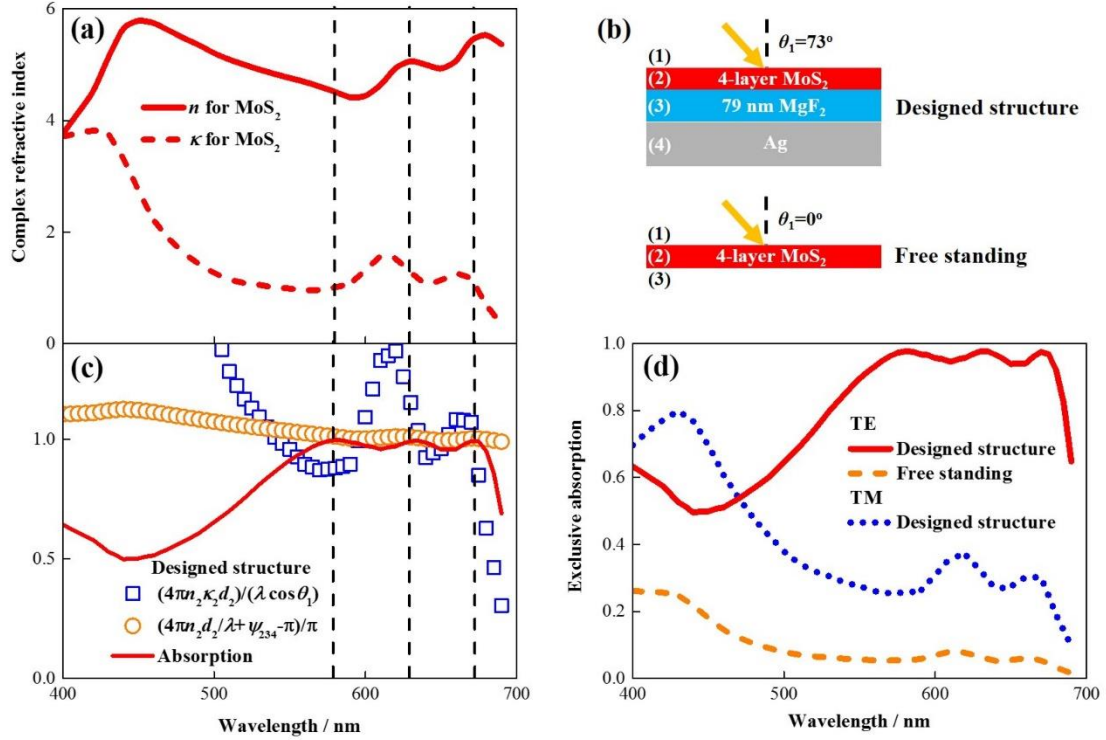 (a)
Complex refractive index
6
4
2
0
n for MoS₂
κ for MoS₂
(b)
θ₁=73°
(1)
(2) 4-layer MoS₂
(3) 79 nm MgF₂
(4) Ag
Designed structure
θ₁=0°
(1)
(2) 4-layer MoS₂
(3)
Free standing
(c)
1.0
0.5
0.0
Designed structure
(4πn₂κ₂d₂)/(λ cosθ₁)
(4πn₂d₂/λ+ψ₂₃₄-π)/π
Absorption
400 500 600 700
Wavelength / nm
(d)
Exclusive absorption
1.0
0.8
0.6
0.4
0.2
0.0
TE
Designed structure
Free standing
TM
Designed structure
400 500 600 700
Wavelength / nm